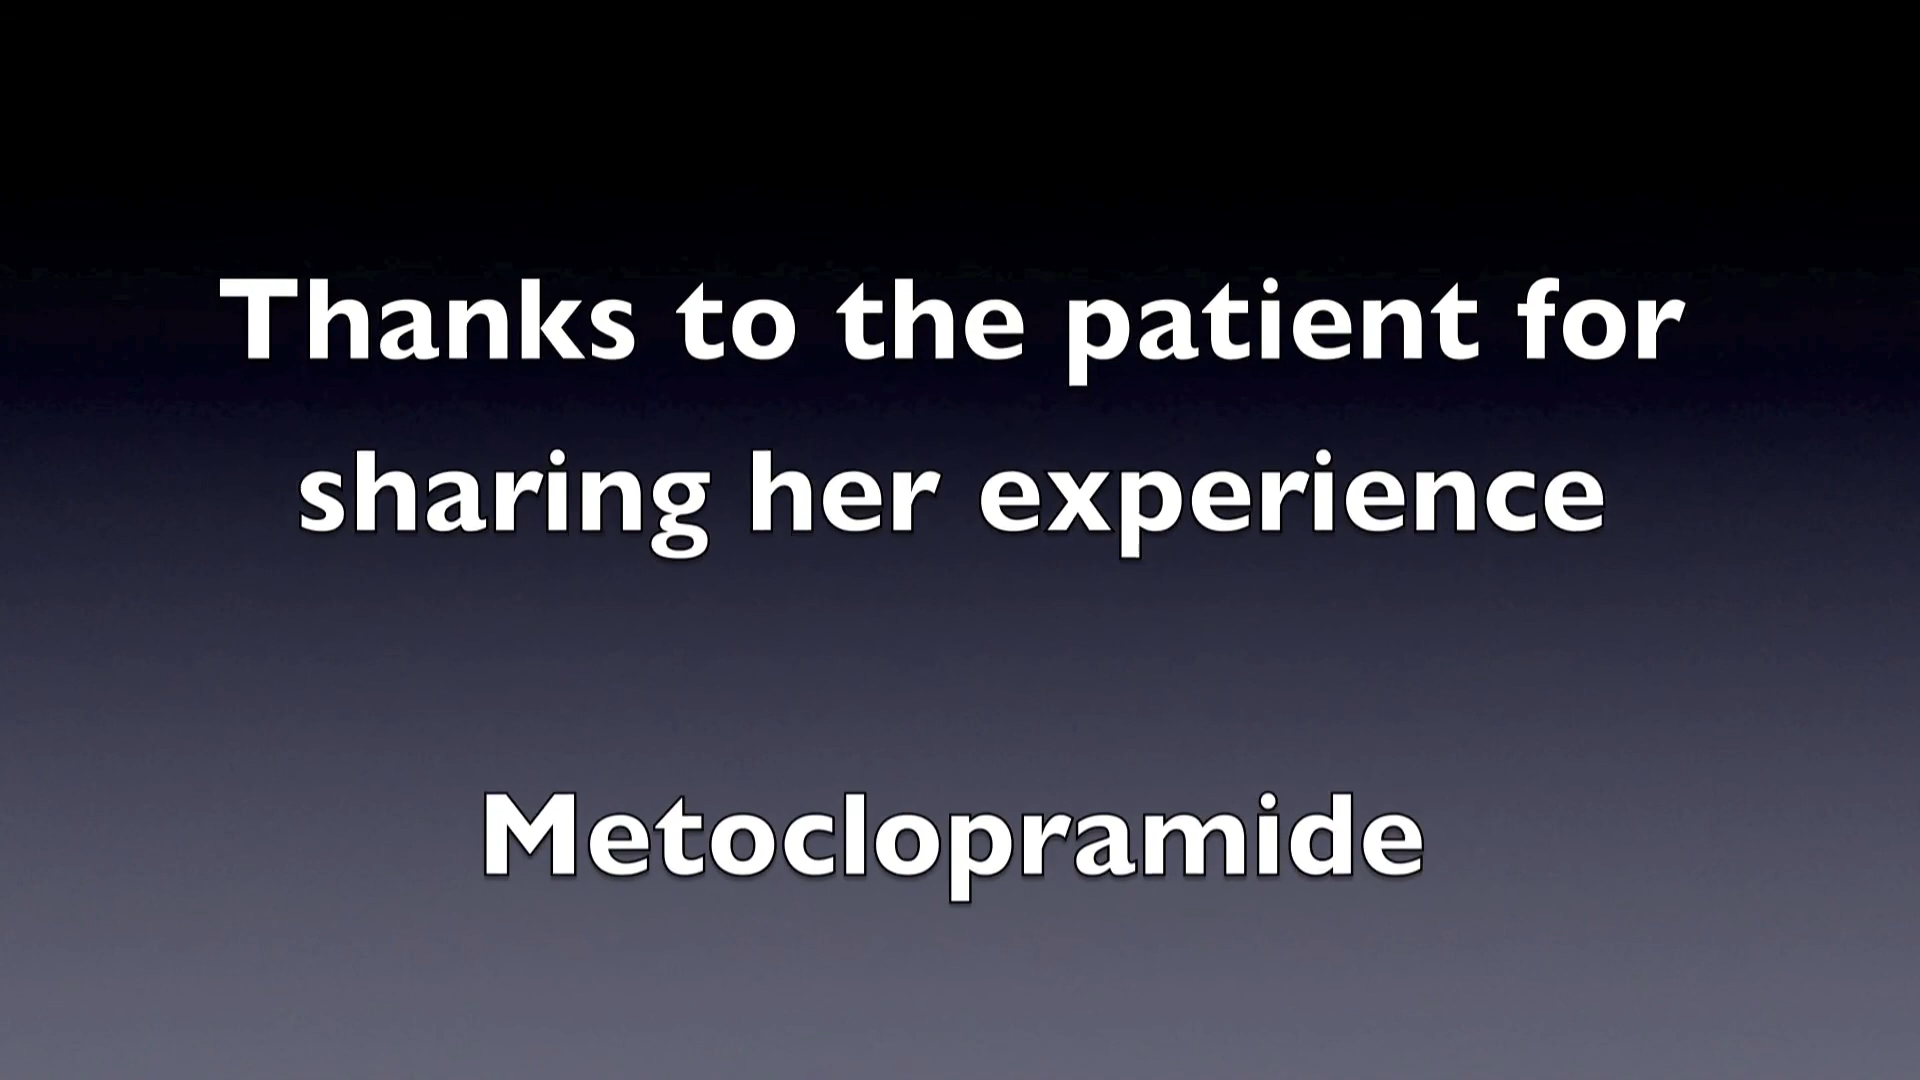 Thanks to the patient for
sharing her experience
Metoclopramide